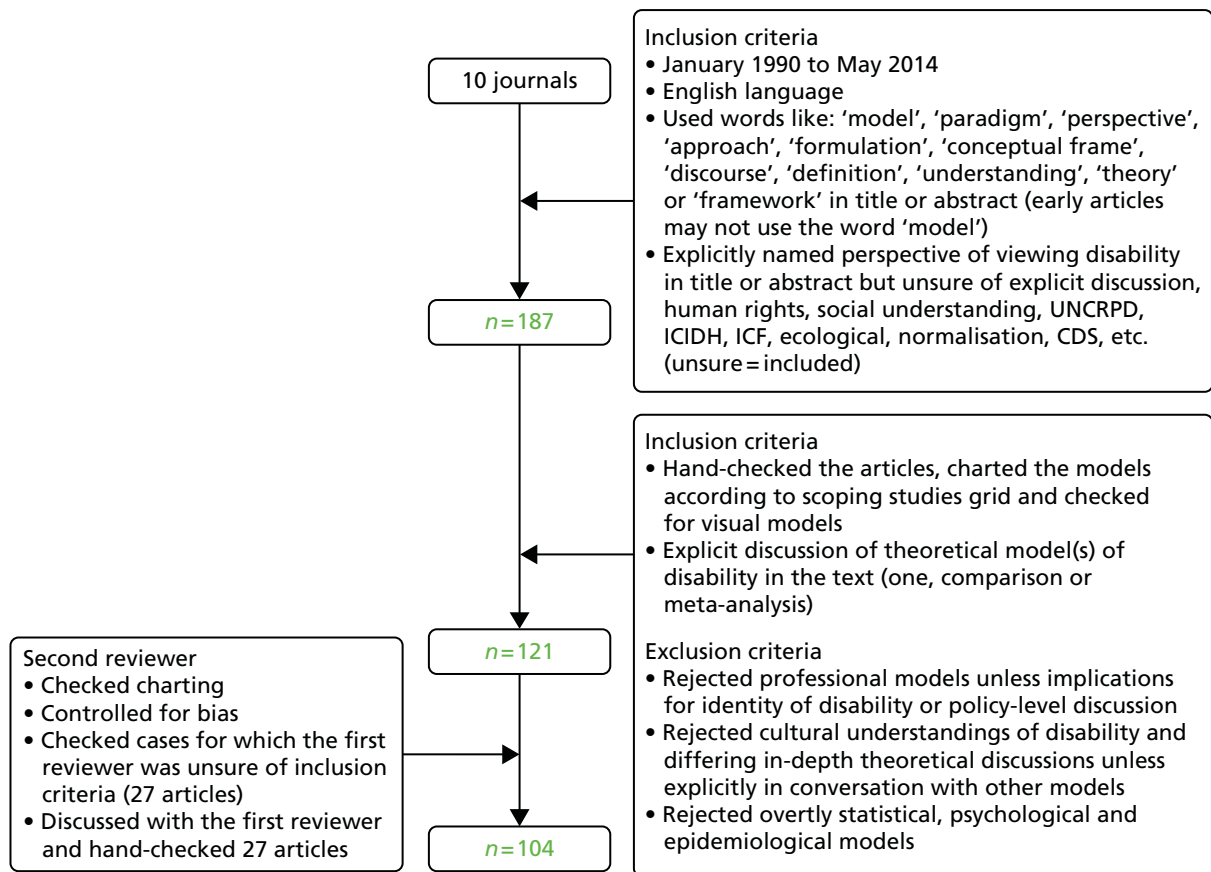 10 journals
Inclusion criteria
• January 1990 to May 2014
• English language
• Used words like: ‘model’, ‘paradigm’, ‘perspective’,
‘approach’, ‘formulation’, ‘conceptual frame’,
‘discourse’, ‘definition’, ‘understanding’, ‘theory’
or ‘framework’ in title or abstract (early articles
may not use the word ‘model’)
• Explicitly named perspective of viewing disability
in title or abstract but unsure of explicit discussion,
human rights, social understanding, UNCRPD,
ICIDH, ICF, ecological, normalisation, CDS, etc.
(unsure = included)
n = 187
Inclusion criteria
• Hand-checked the articles, charted the models
according to scoping studies grid and checked
for visual models
• Explicit discussion of theoretical model(s) of
disability in the text (one, comparison or
meta-analysis)
Exclusion criteria
• Rejected professional models unless implications
for identity of disability or policy-level discussion
• Rejected cultural understandings of disability and
differing in-depth theoretical discussions unless
explicitly in conversation with other models
• Rejected overtly statistical, psychological and
epidemiological models
n = 121
Second reviewer
• Checked charting
• Controlled for bias
• Checked cases for which the first
reviewer was unsure of inclusion
criteria (27 articles)
• Discussed with the first reviewer
and hand-checked 27 articles
n = 104